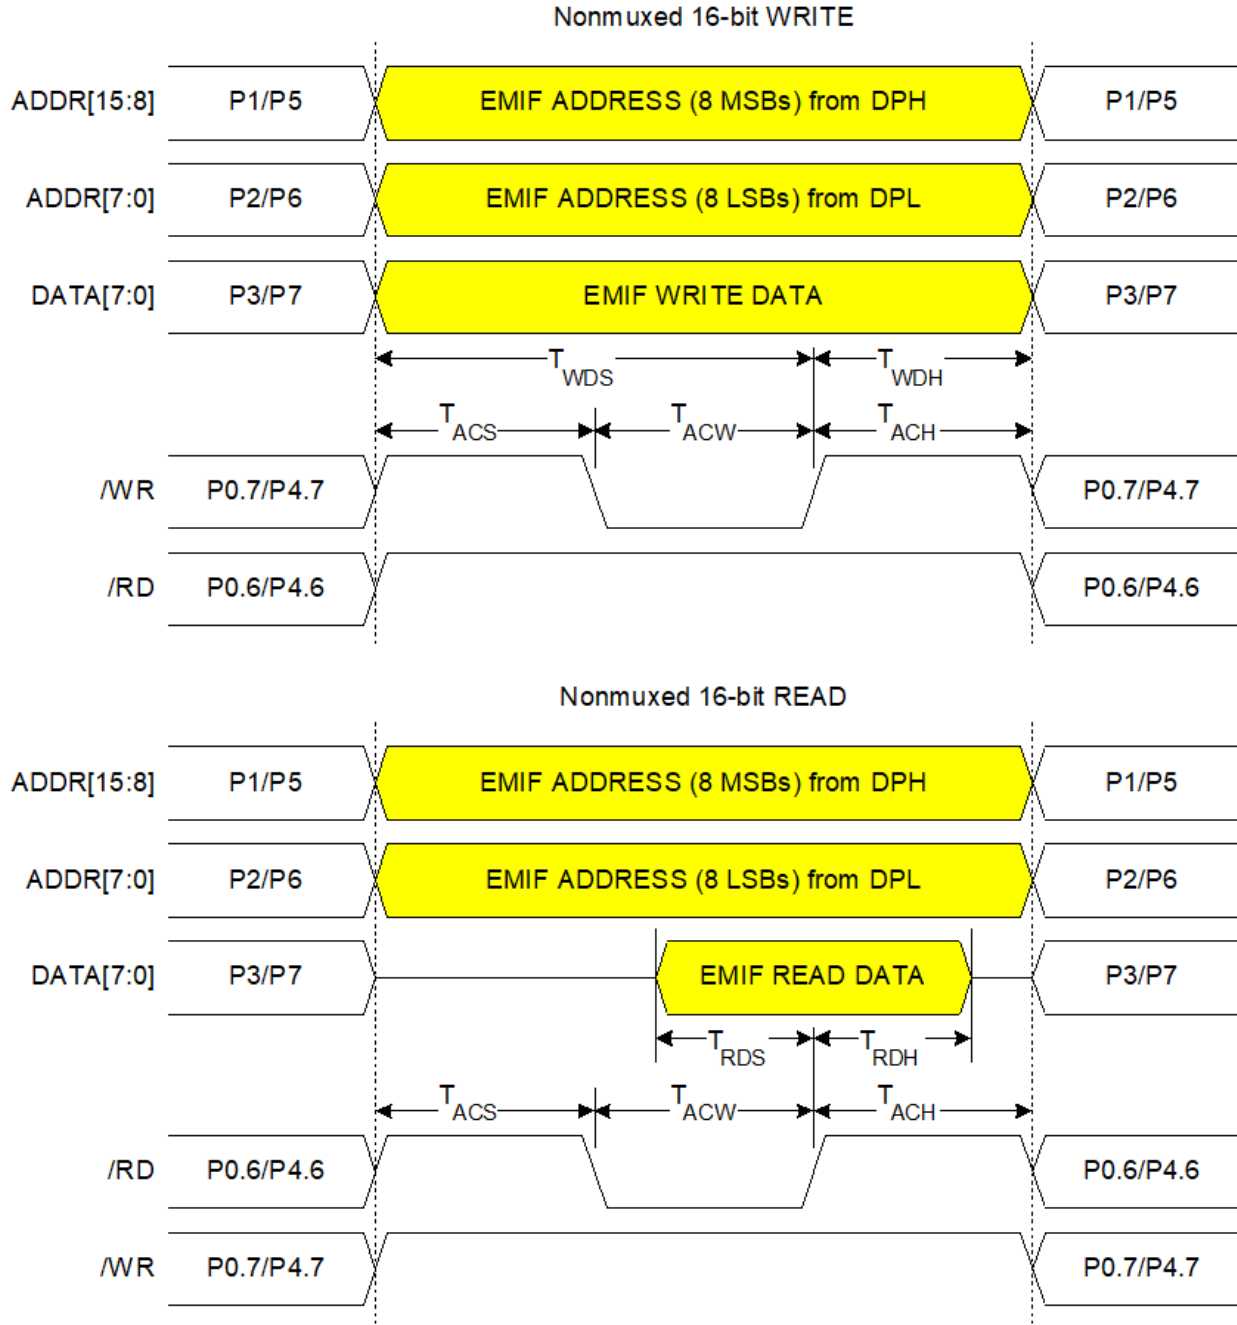 Nonmuxed 16-bit WRITE
ADDR[15:8] P1/P5 EMIF ADDRESS (8 MSBs) from DPH P1/P5
ADDR[7:0] P2/P6 EMIF ADDRESS (8 LSBs) from DPL P2/P6
DATA[7:0] P3/P7 EMIF WRITE DATA P3/P7
TWDS TWDH
TACS TACW TACH
/WR P0.7/P4.7 P0.7/P4.7
/RD P0.6/P4.6 P0.6/P4.6
Nonmuxed 16-bit READ
ADDR[15:8] P1/P5 EMIF ADDRESS (8 MSBs) from DPH P1/P5
ADDR[7:0] P2/P6 EMIF ADDRESS (8 LSBs) from DPL P2/P6
DATA[7:0] P3/P7 EMIF READ DATA P3/P7
TRDS TRDH
TACS TACW TACH
/RD P0.6/P4.6 P0.6/P4.6
/WR P0.7/P4.7 P0.7/P4.7